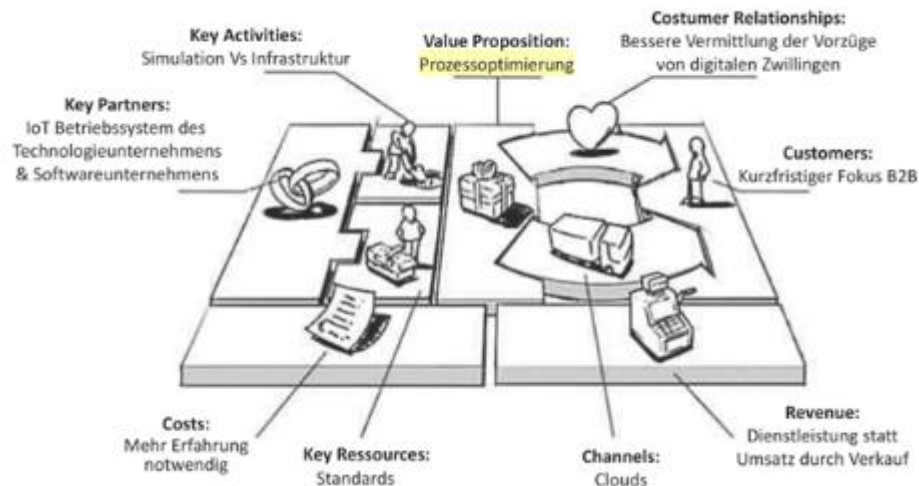 Key Activities:
Simulation Vs Infrastruktur
Value Proposition:
Prozessoptimierung
Costumer Relationships:
Bessere Vermittlung der Vorzüge
von digitalen Zwillingen
Key Partners:
IoT Betriebssystem des
Technologieunternehmens
& Softwareunternehmens
Customers:
Kurzfristiger Fokus B2B
Costs:
Mehr Erfahrung
notwendig
Key Ressources:
Standards
Channels:
Clouds
Revenue:
Dienstleistung statt
Umsatz durch Verkauf